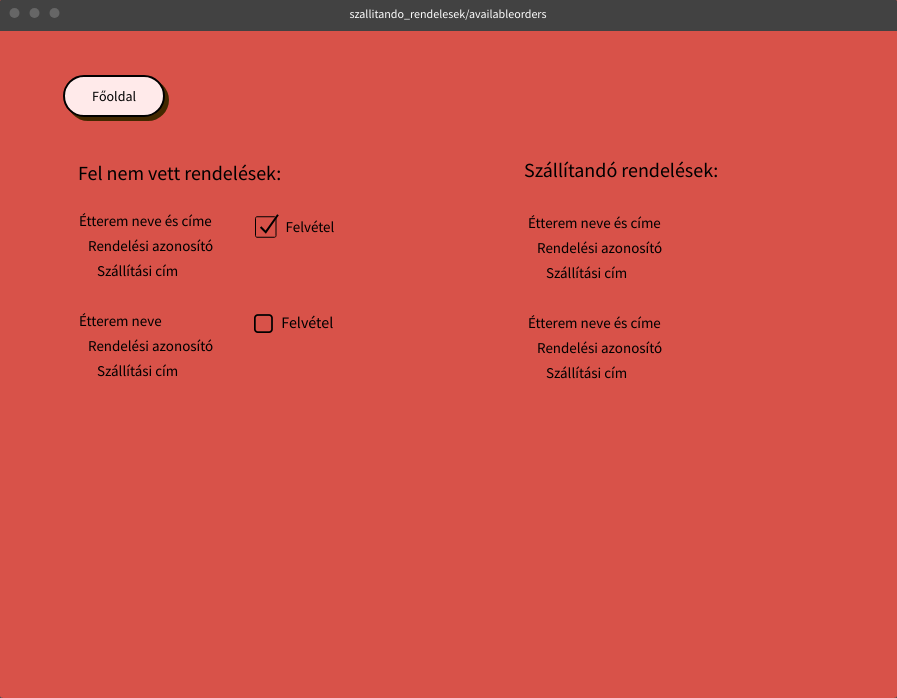 szallitando_rendelesek/availableorders
Főoldal
Fel nem vett rendelések:
Étterem neve és címe
Felvétel
Rendelési azonosító
Szállítási cím
Étterem neve
Felvétel
Rendelési azonosító
Szállítási cím
Szállítandó rendelések:
Étterem neve és címe
Rendelési azonosító
Szállítási cím
Étterem neve és címe
Rendelési azonosító
Szállítási cím